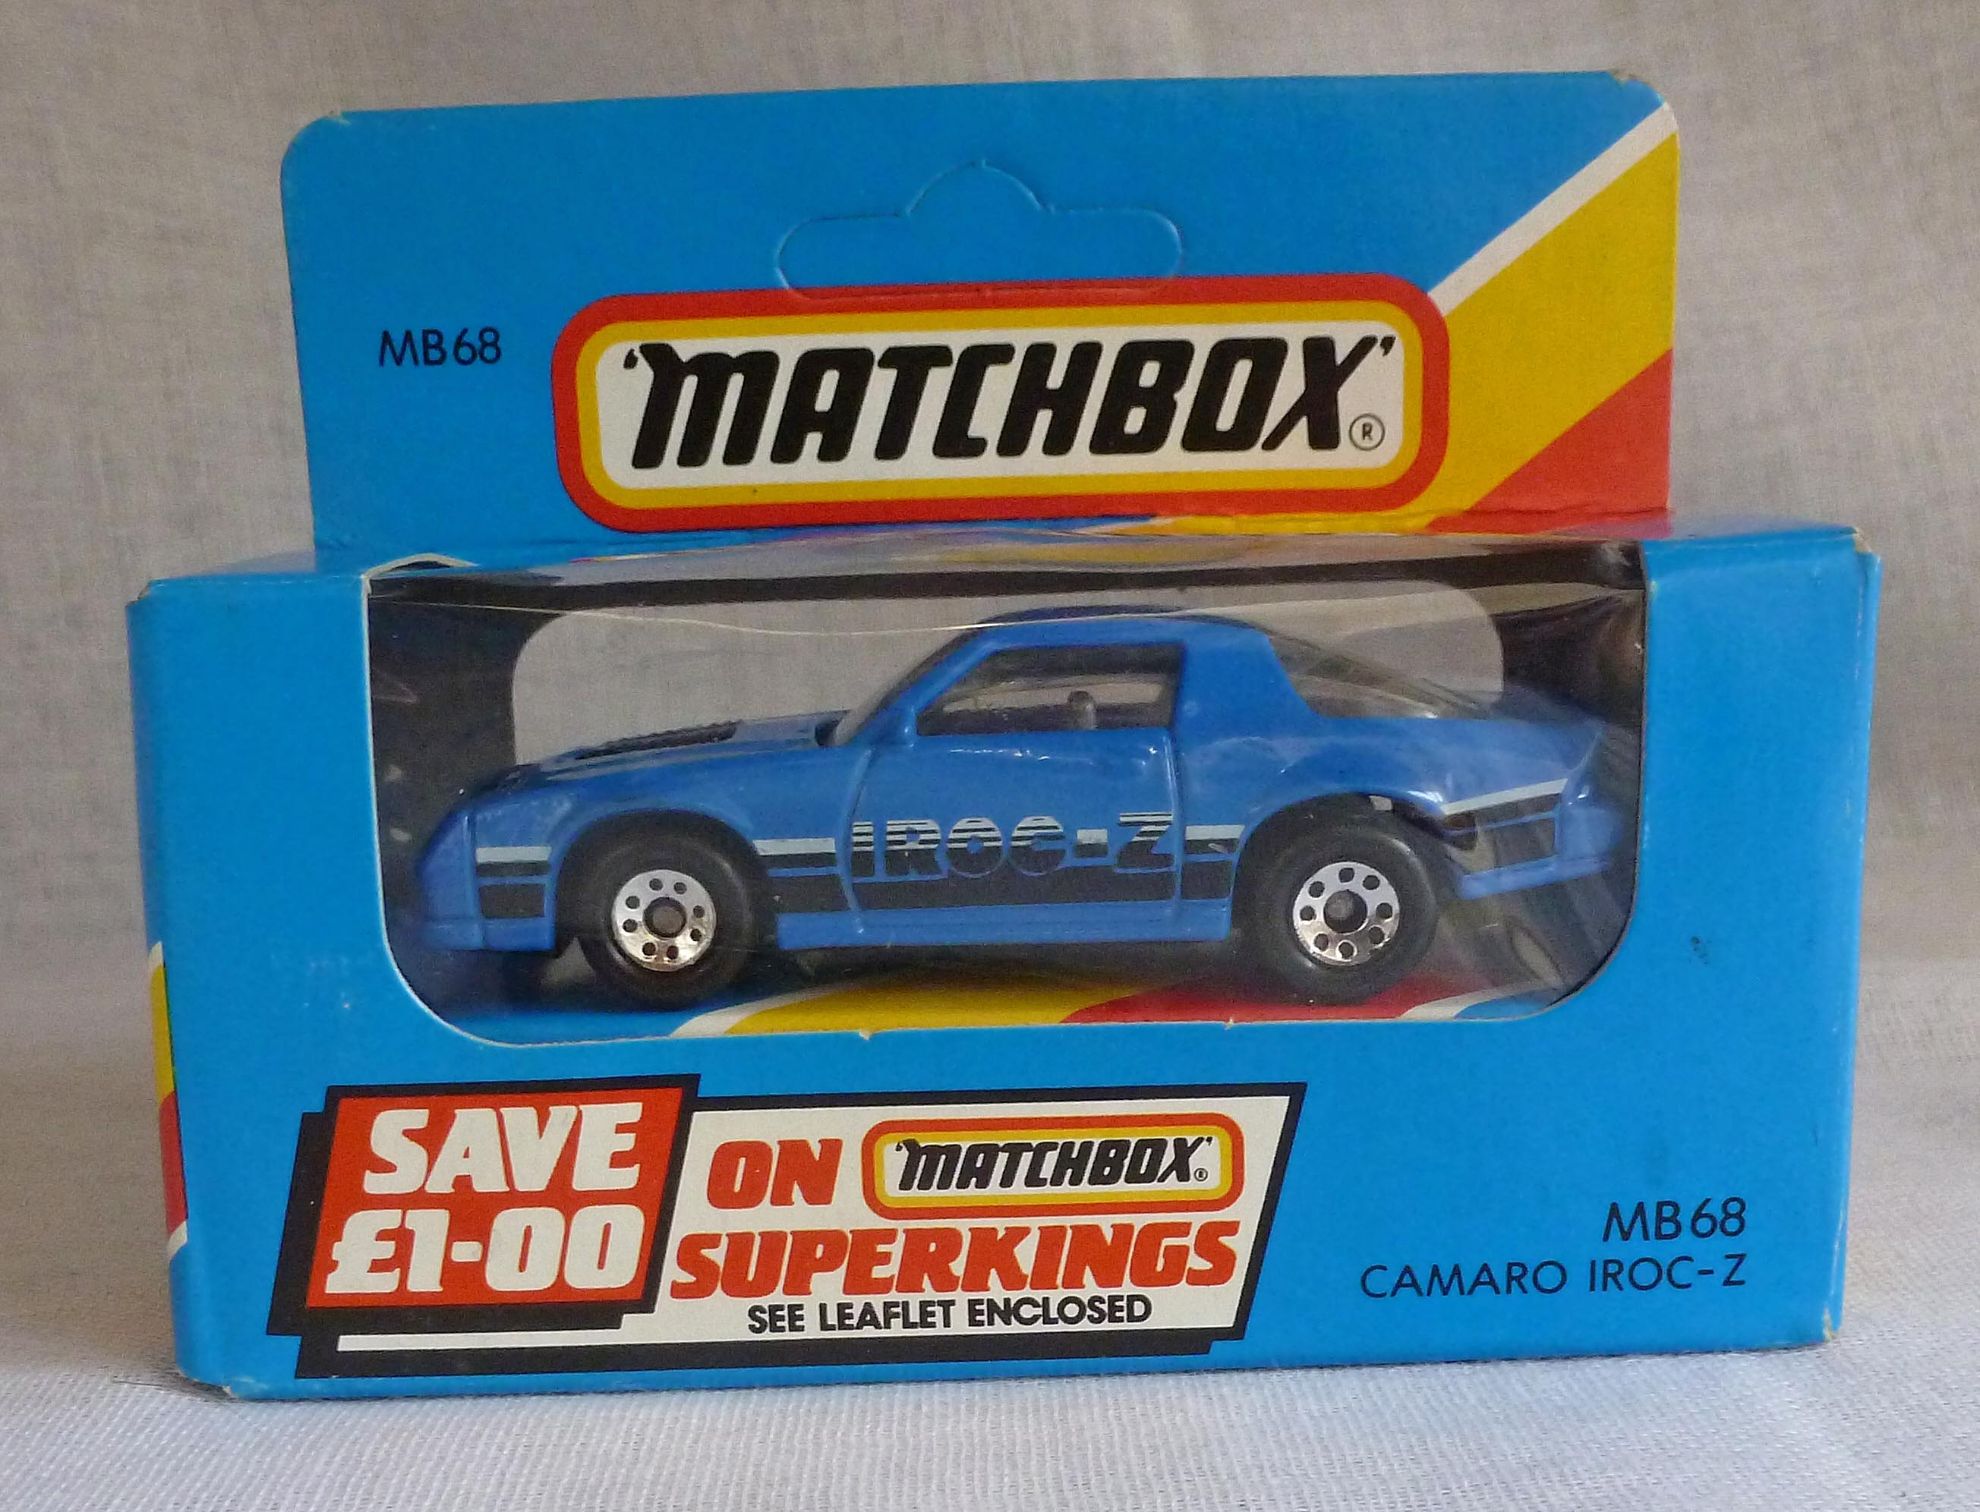 MB68
'MATCHBOX'®
IROC-Z
SAVE
£1-00
ON 'MATCHBOX'®
SUPERKINGS
SEE LEAFLET ENCLOSED
MB68
CAMARO IROC-Z